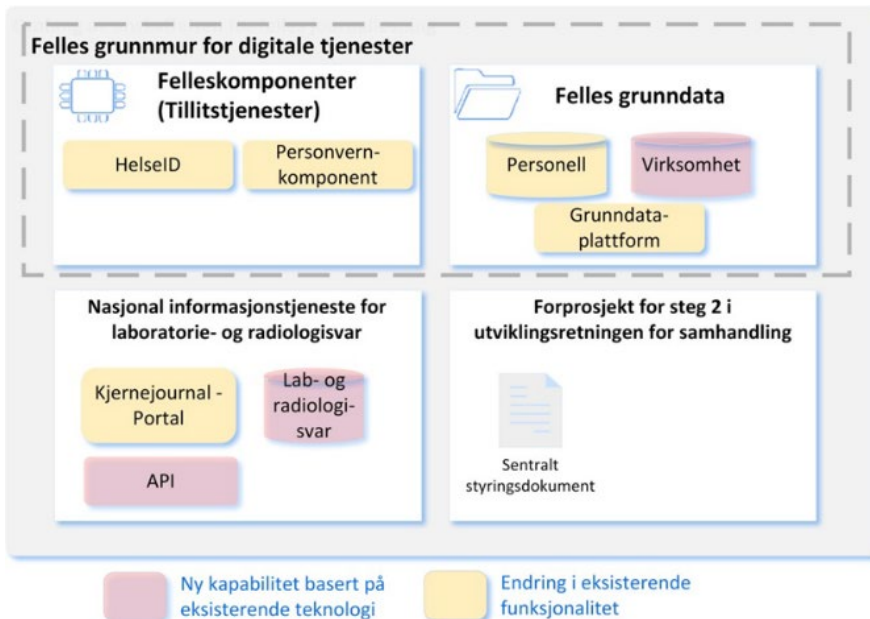 Felles grunnmur for digitale tjenester
Felleskomponenter
(Tillitstjenester)
HelseID
Personvern-
komponent
Felles grunndata
Personell
Virksomhet
Grunndata-
plattform
Nasjonal informasjonstjeneste for
laboratorie- og radiologisvar
Kjernejournal -
Portal
Lab- og
radiologi-
svar
API
Forprosjekt for steg 2 i
utviklingsretningen for samhandling
Sentralt
styringsdokument
Ny kapabilitet basert på
eksisterende teknologi
Endring i eksisterende
funksjonalitet